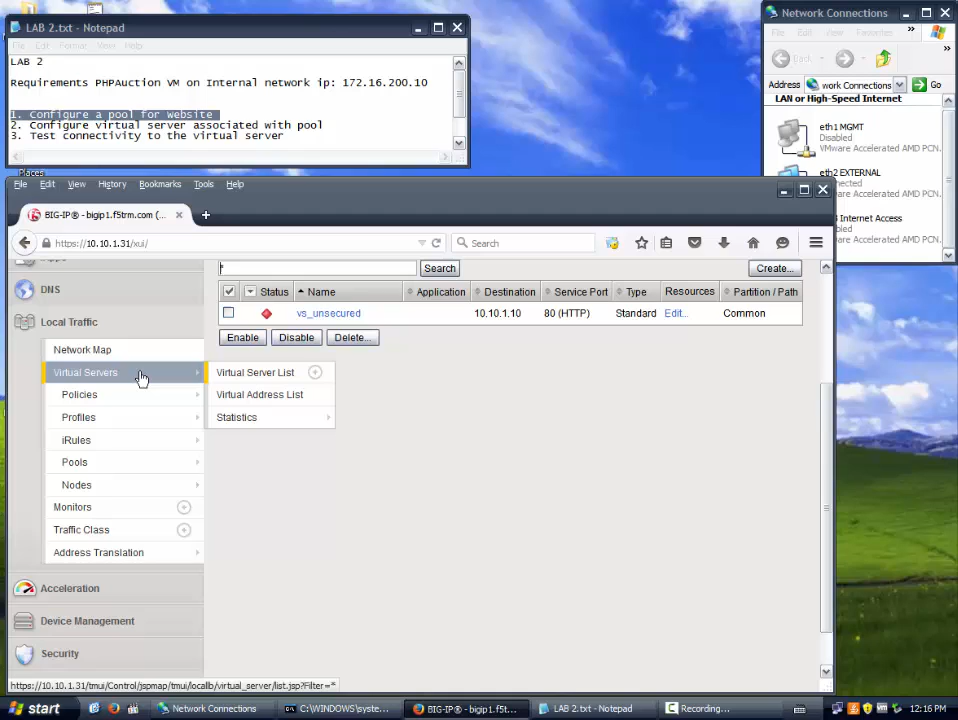 LAB 2.txt - Notepad
File Edit Format View Help
LAB 2
Requirements PHPAuction VM on Internal network ip: 172.16.200.10
1. Configure a pool for website
2. Configure virtual server associated with pool
3. Test connectivity to the virtual server
Places
Network Connections
File Edit View Favorites »
Back »
Address work Connections Go
LAN or High-Speed Internet
eth1 MGMT
Disabled
VMware Accelerated AMD PCN...
eth2 EXTERNAL
VMware Accelerated AMD PCN...
Internet Access
VMware Accelerated AMD PCN...
File Edit View History Bookmarks Tools Help
BIG-IP® - bigip1.f5trm.com (... × +
https://10.10.1.31/xui/
Search
DNS
Local Traffic
Network Map
Virtual Servers
Policies
Profiles
iRules
Pools
Nodes
Monitors
Traffic Class
Address Translation
Acceleration
Device Management
Security
* Search Create...
Status Name Application Destination Service Port Type Resources Partition / Path
vs_unsecured 10.10.1.10 80 (HTTP) Standard Edit... Common
Enable Disable Delete...
Virtual Server List
Virtual Address List
Statistics
https://10.10.1.31/tmui/Control/jspmap/tmui/locallb/virtual_server/list.jsp?Filter=*
start Network Connections C:\WINDOWS\syste... BIG-IP® - bigip1.f5t... LAB 2.txt - Notepad Recording... 12:16 PM